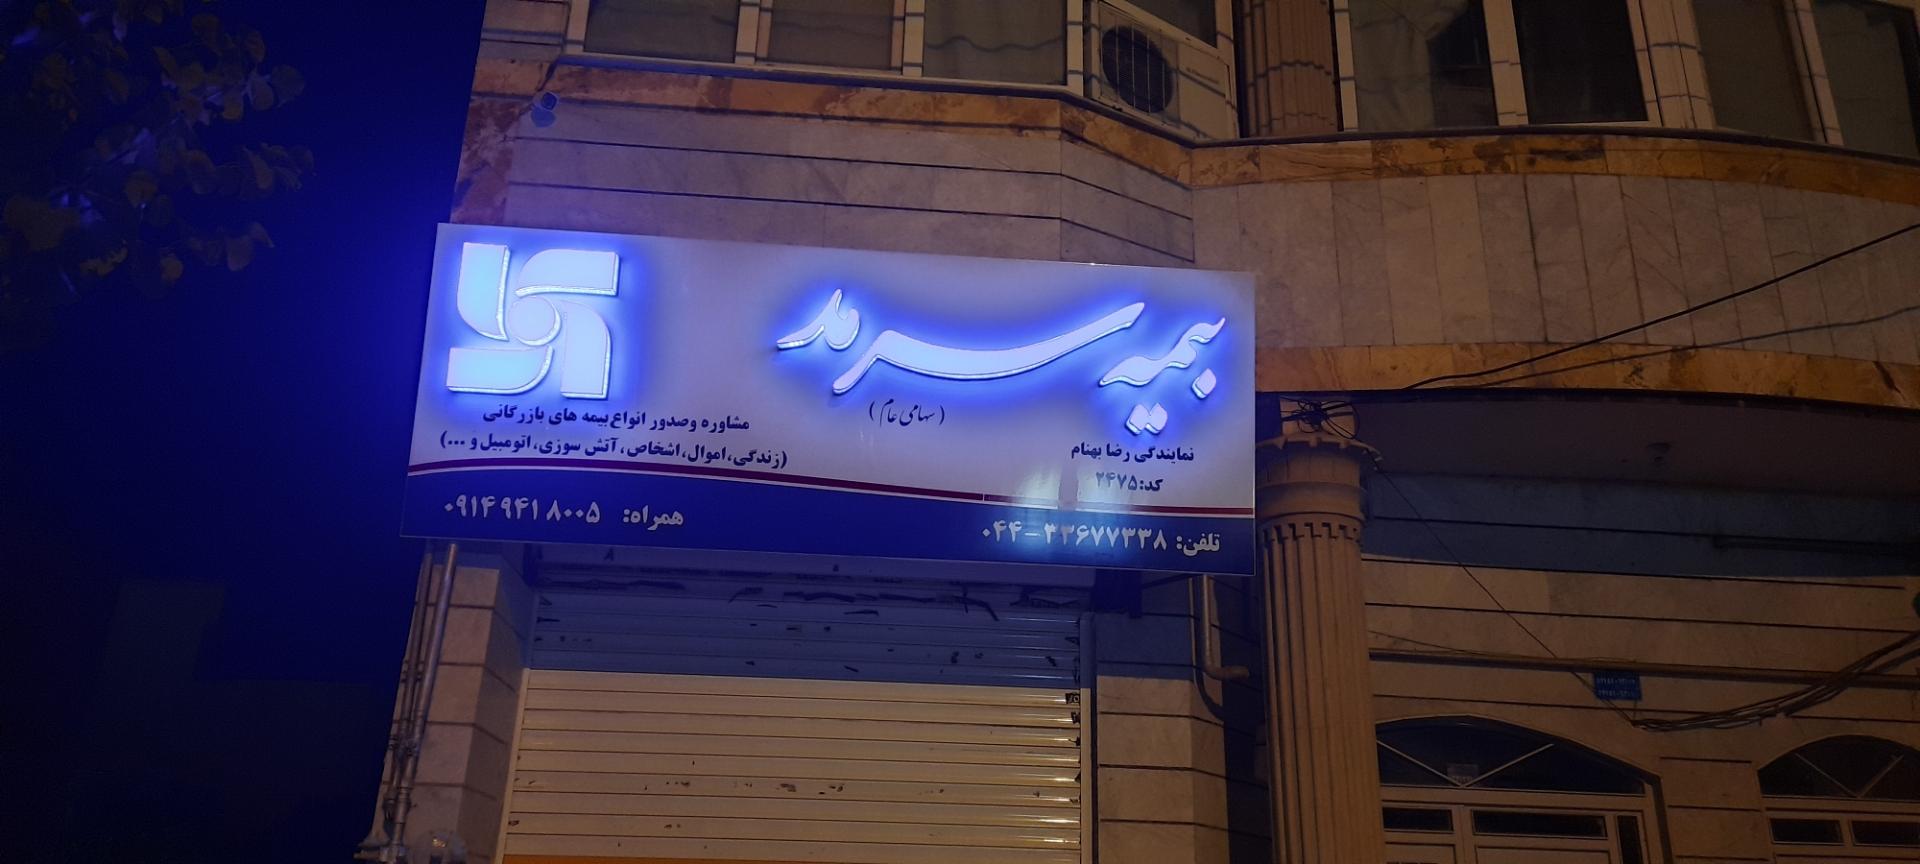 بیمه سرمد
(سهامی عام)
نمایندگی رضا بهنام
کد: ۲۴۷۵
مشاوره وصدور انواع بیمه های بازرگانی
(زندگی، اموال، اشخاص، آتش سوزی، اتومبیل و ...)
تلفن: ۰۴۴-۳۳۶۷۷۳۳۸
همراه: ۰۹۱۴۹۴۱۸۰۰۵